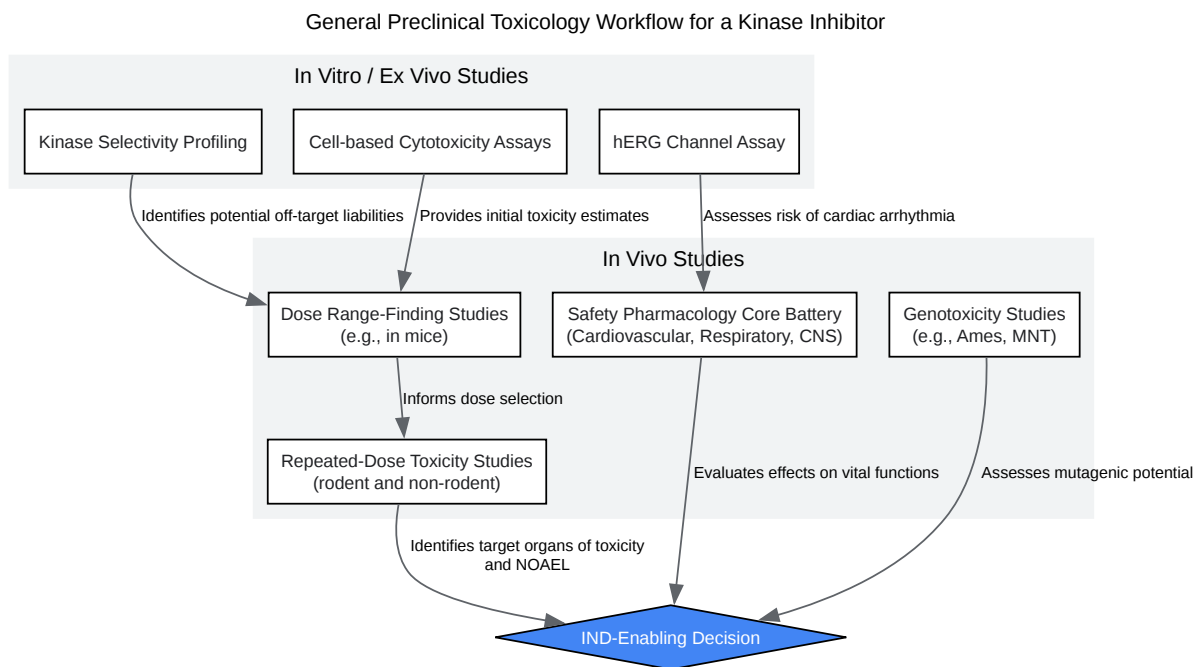 General Preclinical Toxicology Workflow for a Kinase Inhibitor
In Vitro / Ex Vivo Studies
Kinase Selectivity Profiling
Cell-based Cytotoxicity Assays
hERG Channel Assay
Identifies potential off-target liabilities
Provides initial toxicity estimates
Assesses risk of cardiac arrhythmia
In Vivo Studies
Dose Range-Finding Studies
(e.g., in mice)
Safety Pharmacology Core Battery
(Cardiovascular, Respiratory, CNS)
Genotoxicity Studies
(e.g., Ames, MNT)
Informs dose selection
Repeated-Dose Toxicity Studies
(rodent and non-rodent)
Evaluates effects on vital functions
Assesses mutagenic potential
Identifies target organs of toxicity
and NOAEL
IND-Enabling Decision